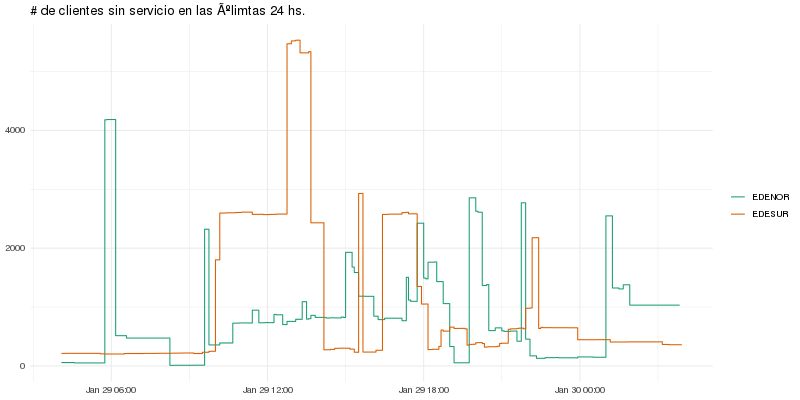 # de clientes sin servicio en las Ãºlimtas 24 hs.
4000
2000
0
Jan 29 06:00
Jan 29 12:00
Jan 29 18:00
Jan 30 00:00
EDENOR
EDESUR